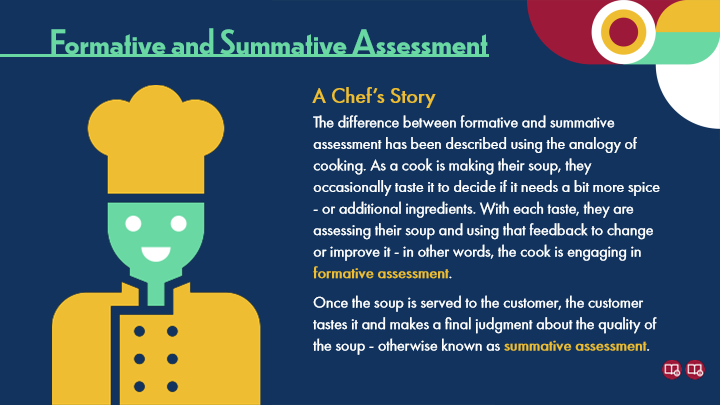 Formative and Summative Assessment
A Chef's Story
The difference between formative and summative
assessment has been described using the analogy of
cooking. As a cook is making their soup, they
occasionally taste it to decide if it needs a bit more spice
- or additional ingredients. With each taste, they are
assessing their soup and using that feedback to change
or improve it - in other words, the cook is engaging in
formative assessment.
Once the soup is served to the customer, the customer
tastes it and makes a final judgment about the quality of
the soup - otherwise known as summative assessment.